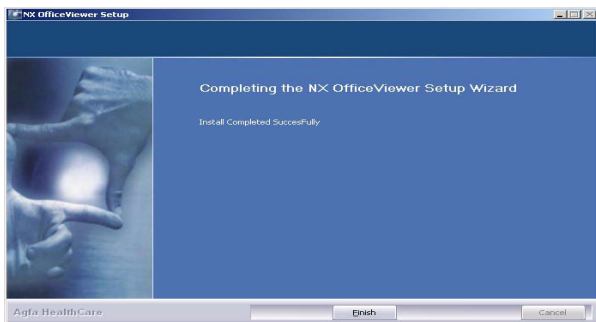 NX OfficeViewer Setup
Completing the NX OfficeViewer Setup Wizard
Install Completed SuccesFully
Agfa HealthCare
Finish
Cancel